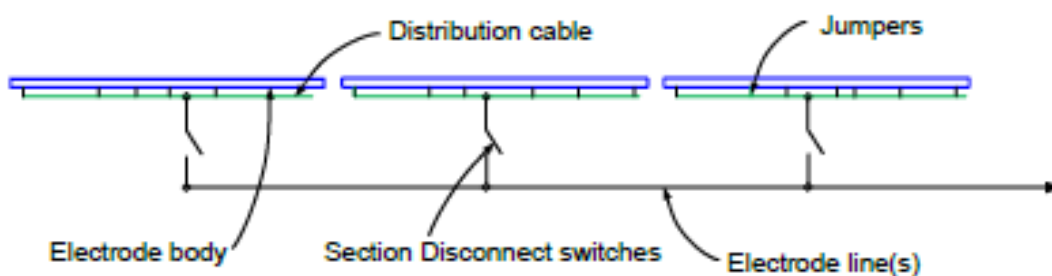 Distribution cable
Jumpers
Electrode body
Section Disconnect switches
Electrode line(s)